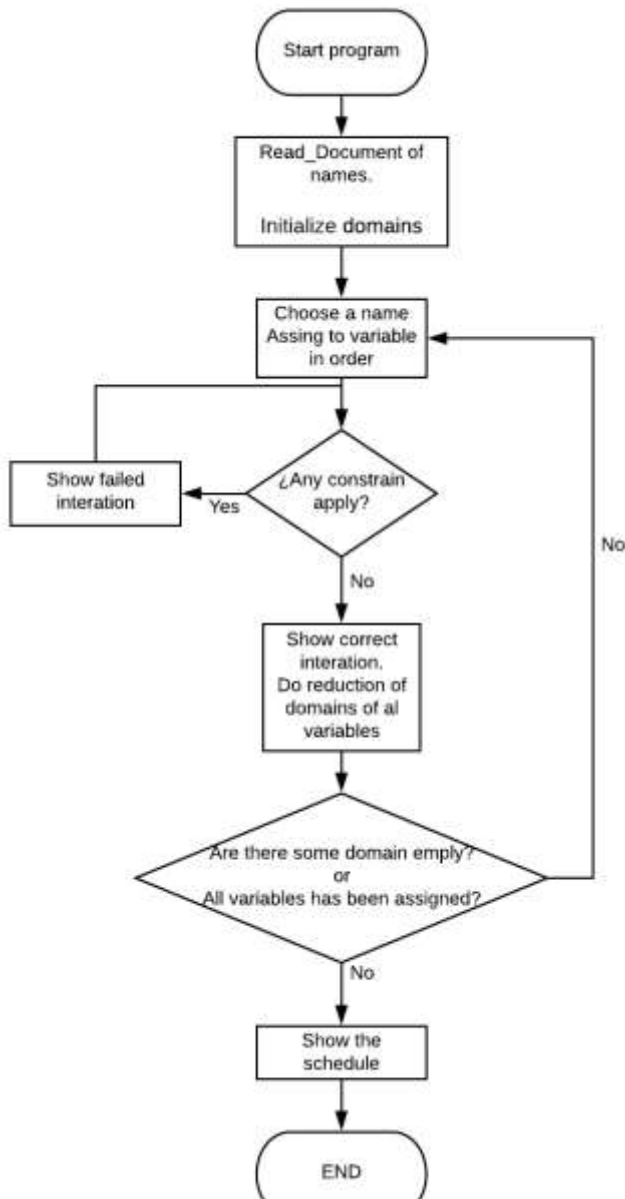 Start program
Read_Document of
names.
Initialize domains
Choose a name
Assing to variable
in order
Show failed
interation
¿Any constrain
apply?
Yes
No
No
Show correct
interation.
Do reduction of
domains of al
variables
Are there some domain emply?
or
All variables has been assigned?
No
Show the
schedule
END